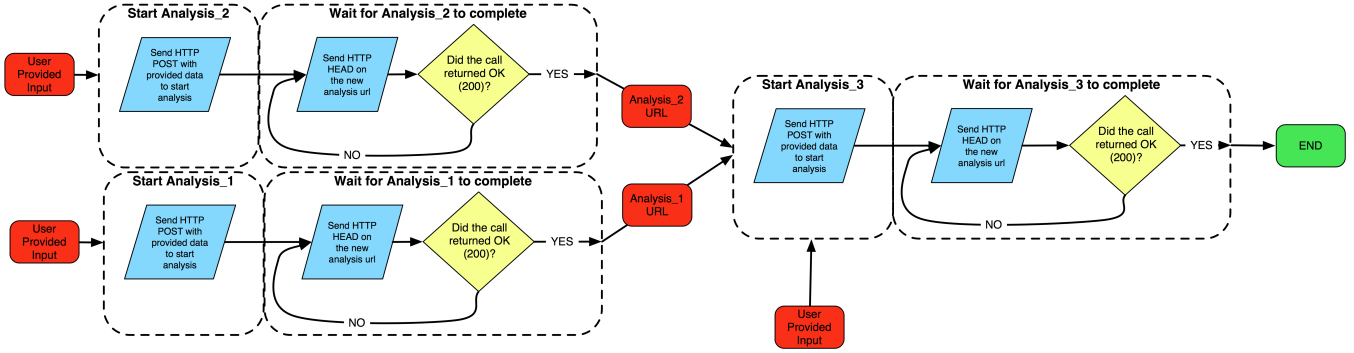 Start Analysis_2
Wait for Analysis_2 to complete
User
Provided
Input
Send HTTP
POST with
provided data
to start
analysis
Send HTTP
HEAD on
the new
analysis url
Did the call
returned OK
(200)?
YES
NO
Analysis_2
URL
Start Analysis_1
Wait for Analysis_1 to complete
User
Provided
Input
Send HTTP
POST with
provided data
to start
analysis
Send HTTP
HEAD on
the new
analysis url
Did the call
returned OK
(200)?
YES
NO
Analysis_1
URL
Start Analysis_3
Wait for Analysis_3 to complete
Send HTTP
POST with
provided data
to start
analysis
Send HTTP
HEAD on
the new
analysis url
Did the call
returned OK
(200)?
YES
NO
END
User
Provided
Input